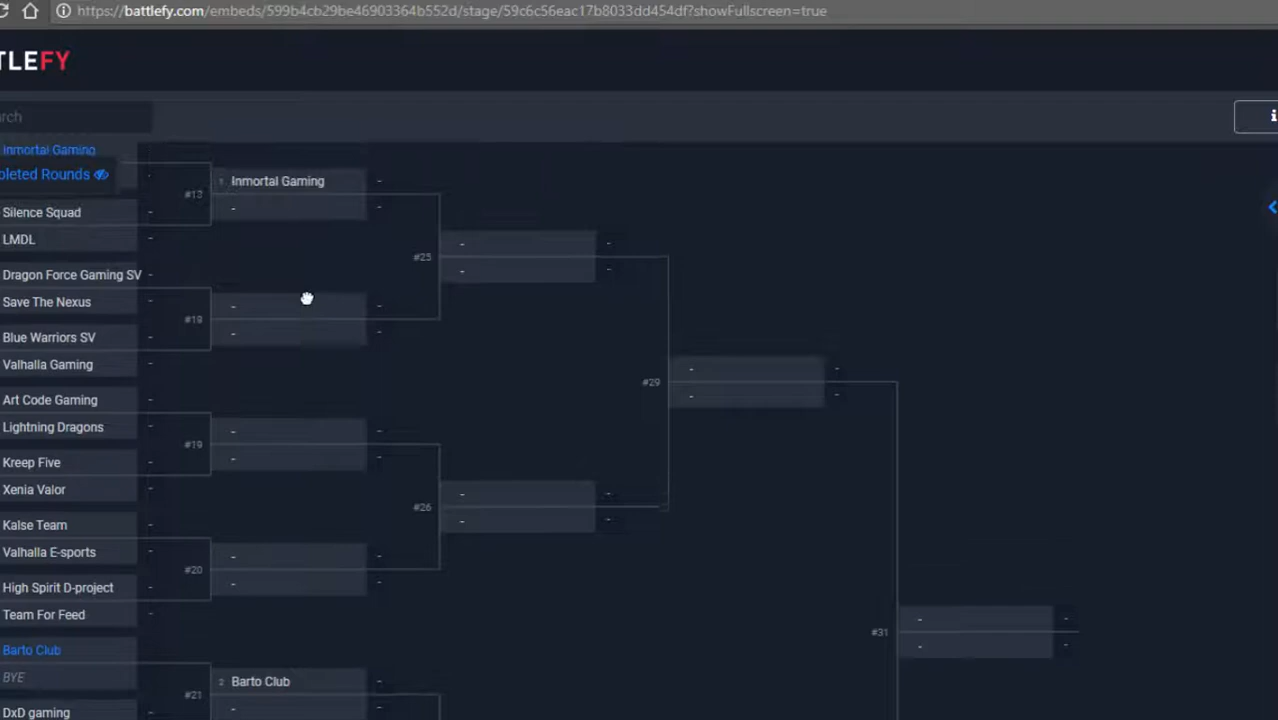 https://battlefy.com/embeds/599b4cb29be46903364b552d/stage/59c6c56eac17b8033dd454df?showFullscreen=true
TLEFY
rch
Inmortal Gaming
pleted Rounds
#13
1 Inmortal Gaming -
-
Silence Squad -
LMDL -
#25
- -
- -
Dragon Force Gaming SV -
Save The Nexus -
#18
- -
- -
Blue Warriors SV -
Valhalla Gaming -
#29
- -
- -
Art Code Gaming -
Lightning Dragons -
#19
- -
- -
Kreep Five -
Xenia Valor -
#26
- -
- -
Kalse Team -
Valhalla E-sports -
#20
- -
- -
High Spirit D-project -
Team For Feed -
#31
- -
- -
Barto Club
BYE
#21
2 Barto Club -
- -
DxD gaming -